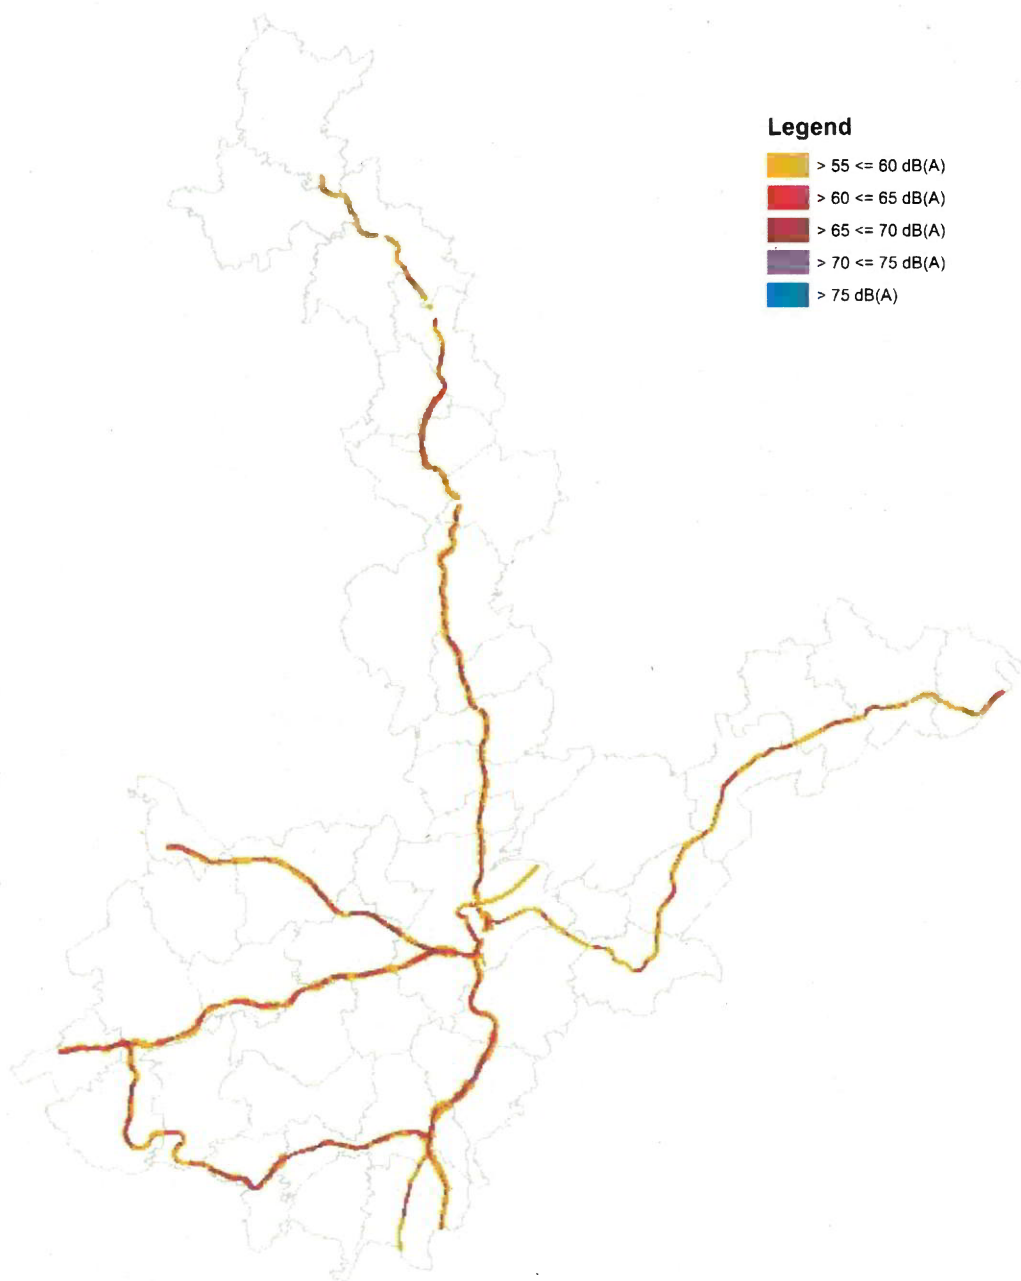 Legend
> 55 <= 60 dB(A)
> 60 <= 65 dB(A)
> 65 <= 70 dB(A)
> 70 <= 75 dB(A)
> 75 dB(A)